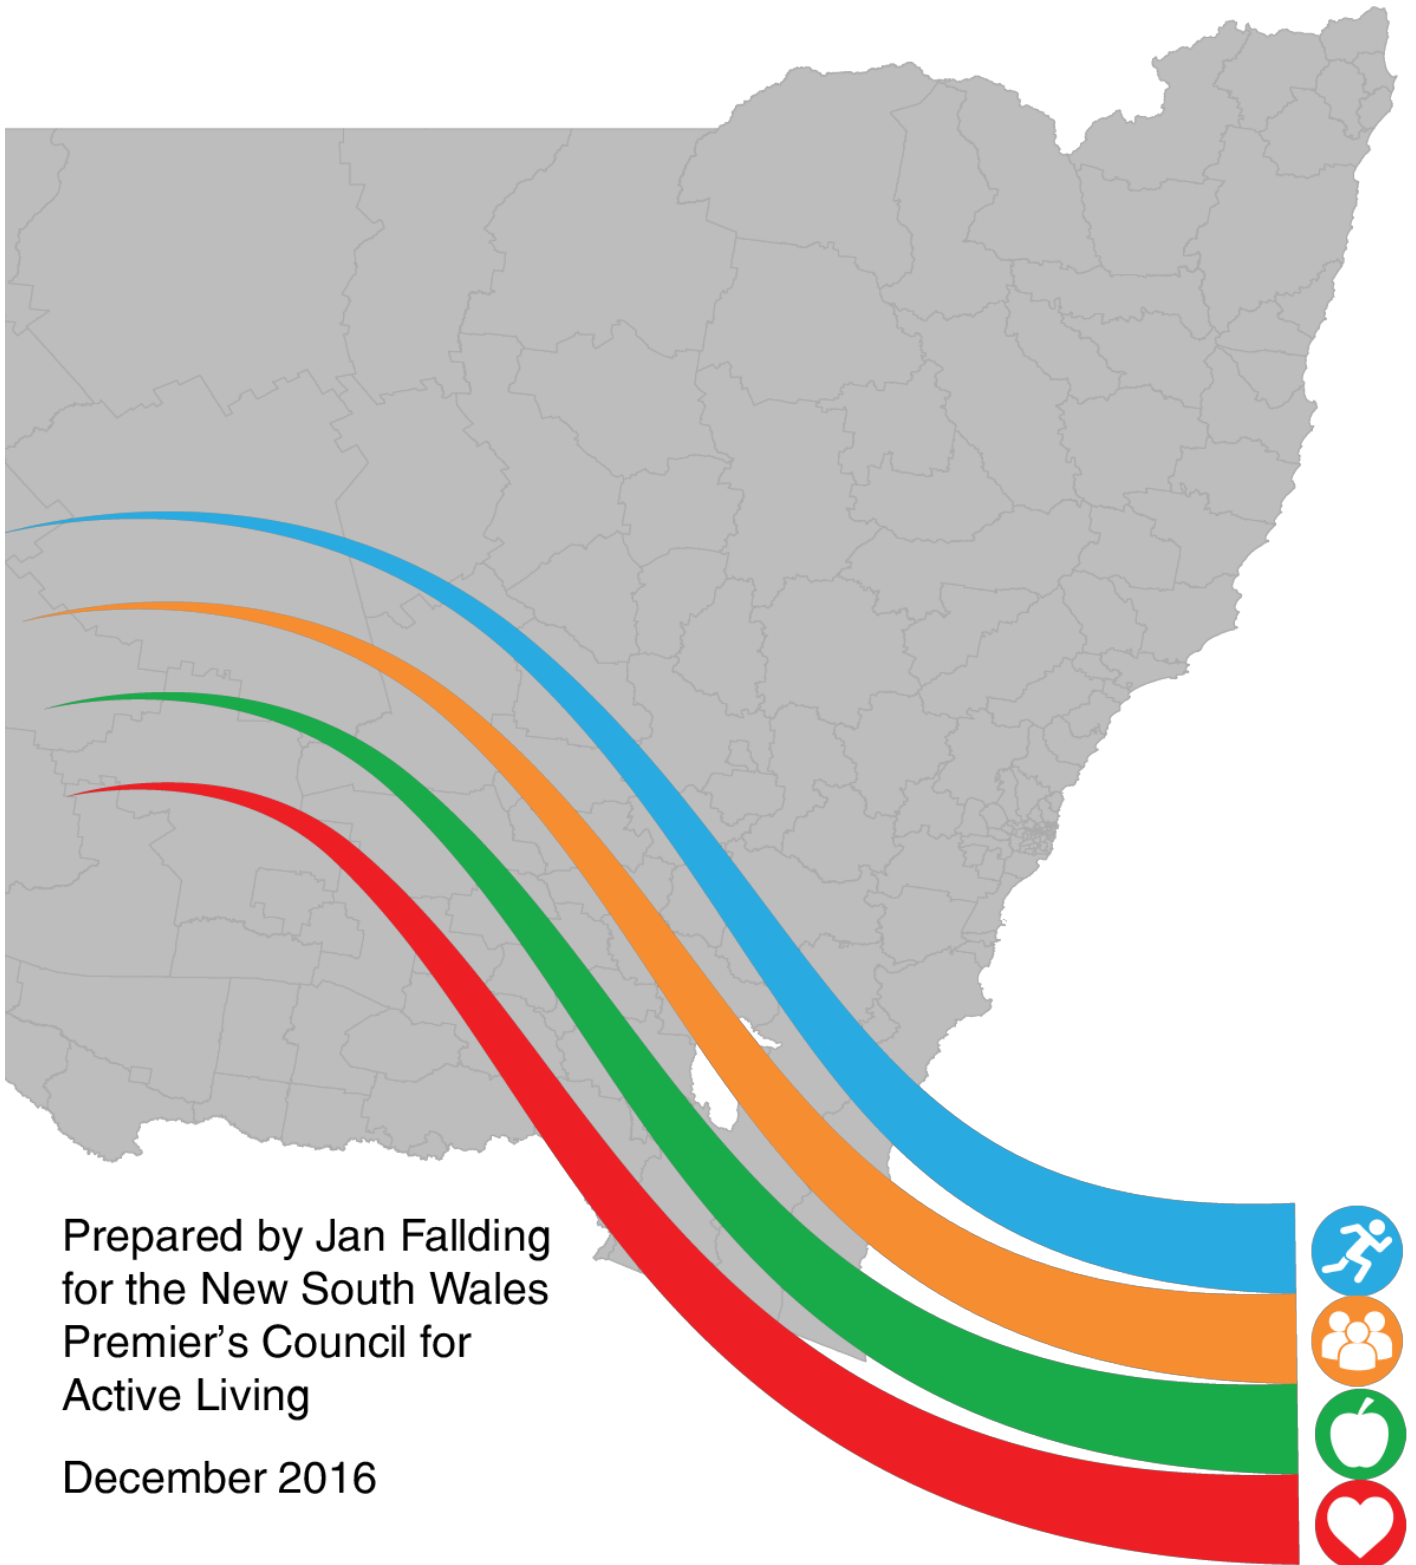 Prepared by Jan Fallding
for the New South Wales
Premier’s Council for
Active Living
December 2016